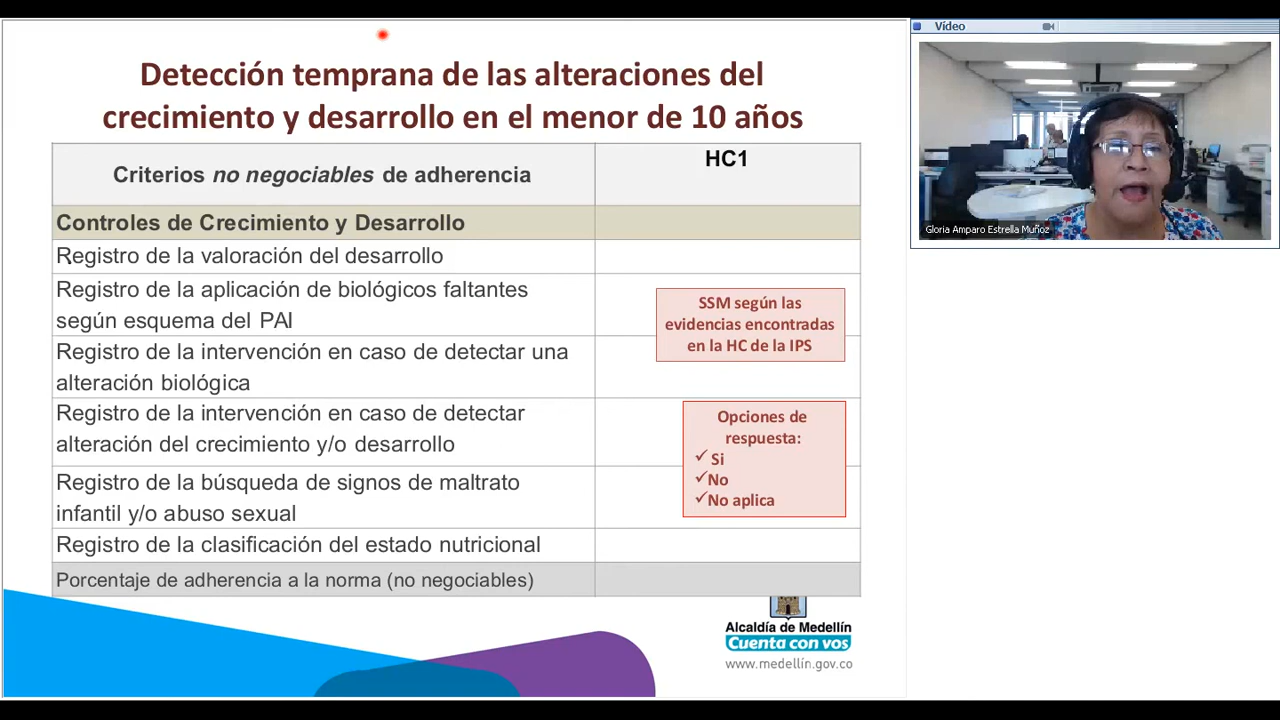 Detección temprana de las alteraciones del
crecimiento y desarrollo en el menor de 10 años
Criterios no negociables de adherencia
HC1
Controles de Crecimiento y Desarrollo
Registro de la valoración del desarrollo
Registro de la aplicación de biológicos faltantes
según esquema del PAI
Registro de la intervención en caso de detectar una
alteración biológica
Registro de la intervención en caso de detectar
alteración del crecimiento y/o desarrollo
Registro de la búsqueda de signos de maltrato
infantil y/o abuso sexual
Registro de la clasificación del estado nutricional
Porcentaje de adherencia a la norma (no negociables)
SSM según las
evidencias encontradas
en la HC de la IPS
Opciones de
respuesta:
✓ Si
✓No
✓No aplica
Alcaldía de Medellín
Cuenta con vos
www.medellín.gov.co
Vídeo
Gloria Amparo Estrella Muñoz